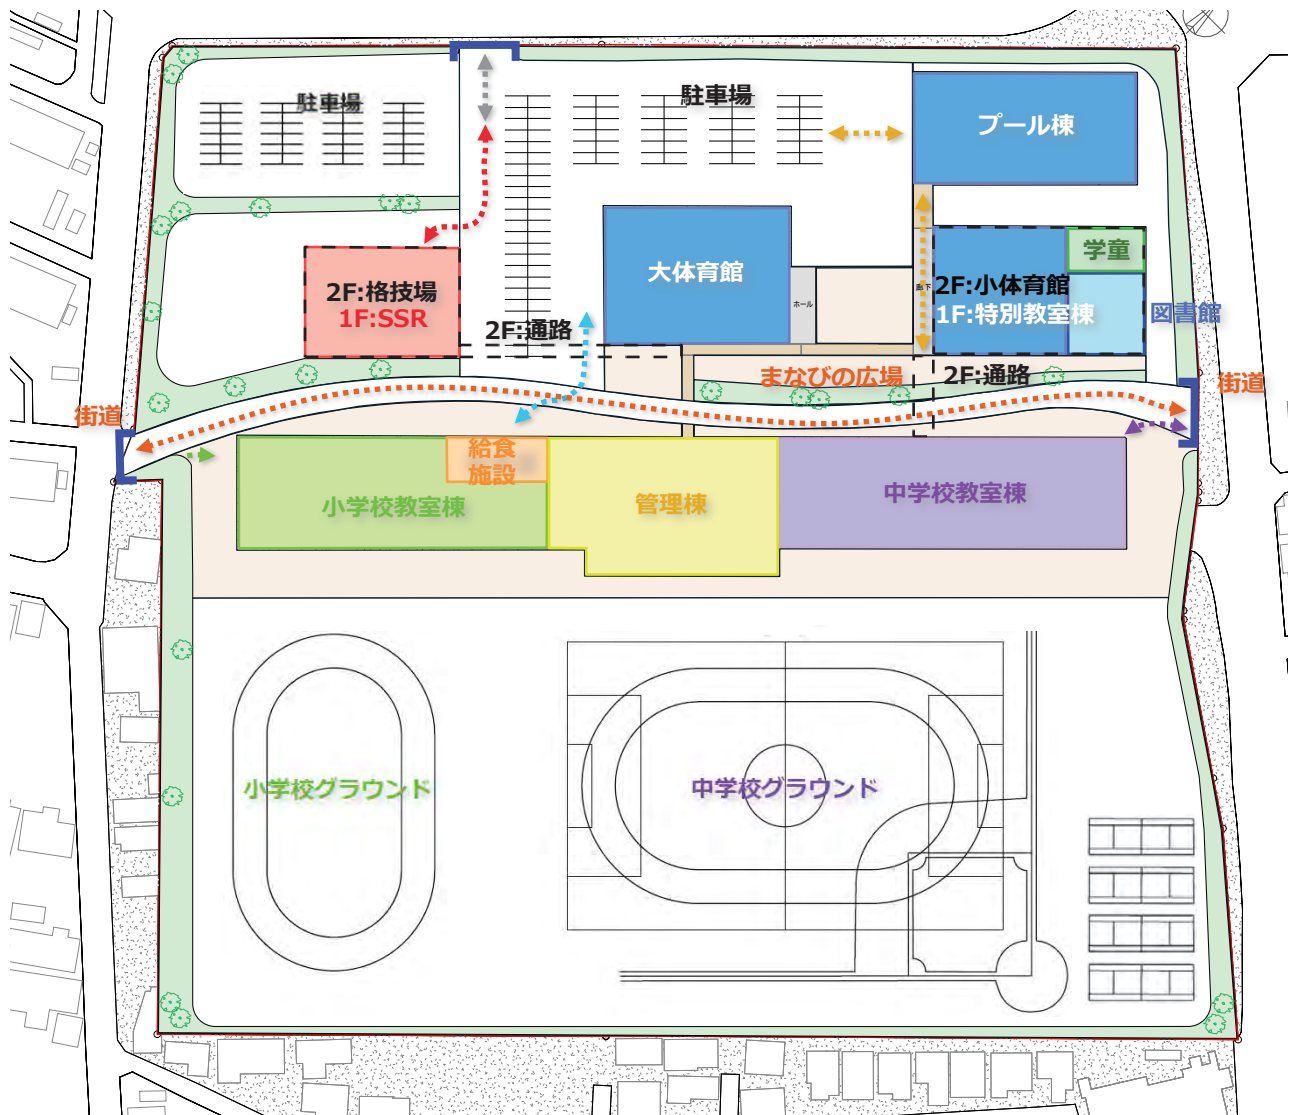 駐車場
駐車場
プール棟
大体育館
ホール
廊下
学童
2F:小体育館
1F:特別教室棟
図書館
2F:格技場
1F:SSR
2F:通路
まなびの広場
2F:通路
街道
街道
給食
施設
小学校教室棟
管理棟
中学校教室棟
小学校グラウンド
中学校グラウンド